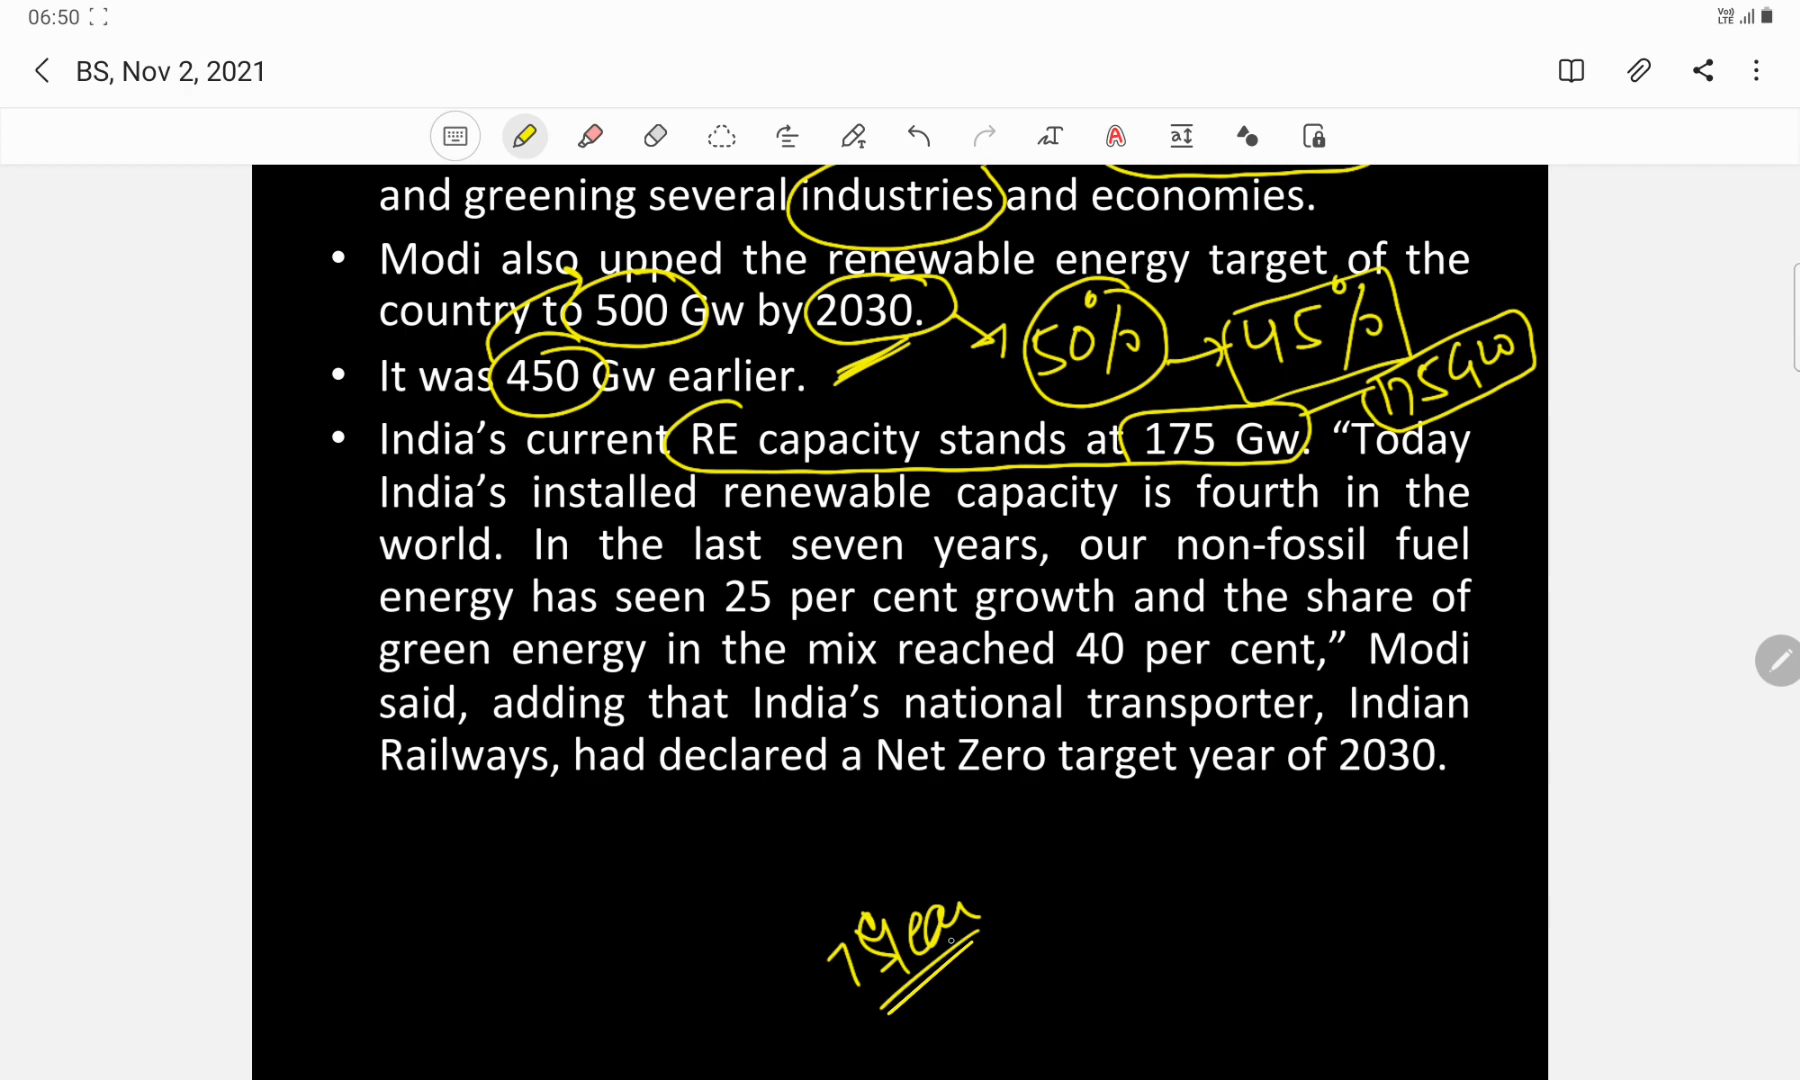 06:50
Vo)) LTE
BS, Nov 2, 2021
T
T
A
a
and greening several industries and economies.
• Modi also upped the renewable energy target of the
country to 500 Gw by 2030.
50%
45%
175GW
• It was 450 Gw earlier.
• India’s current RE capacity stands at 175 Gw. “Today
India’s installed renewable capacity is fourth in the
world. In the last seven years, our non-fossil fuel
energy has seen 25 per cent growth and the share of
green energy in the mix reached 40 per cent,” Modi
said, adding that India’s national transporter, Indian
Railways, had declared a Net Zero target year of 2030.
7 year